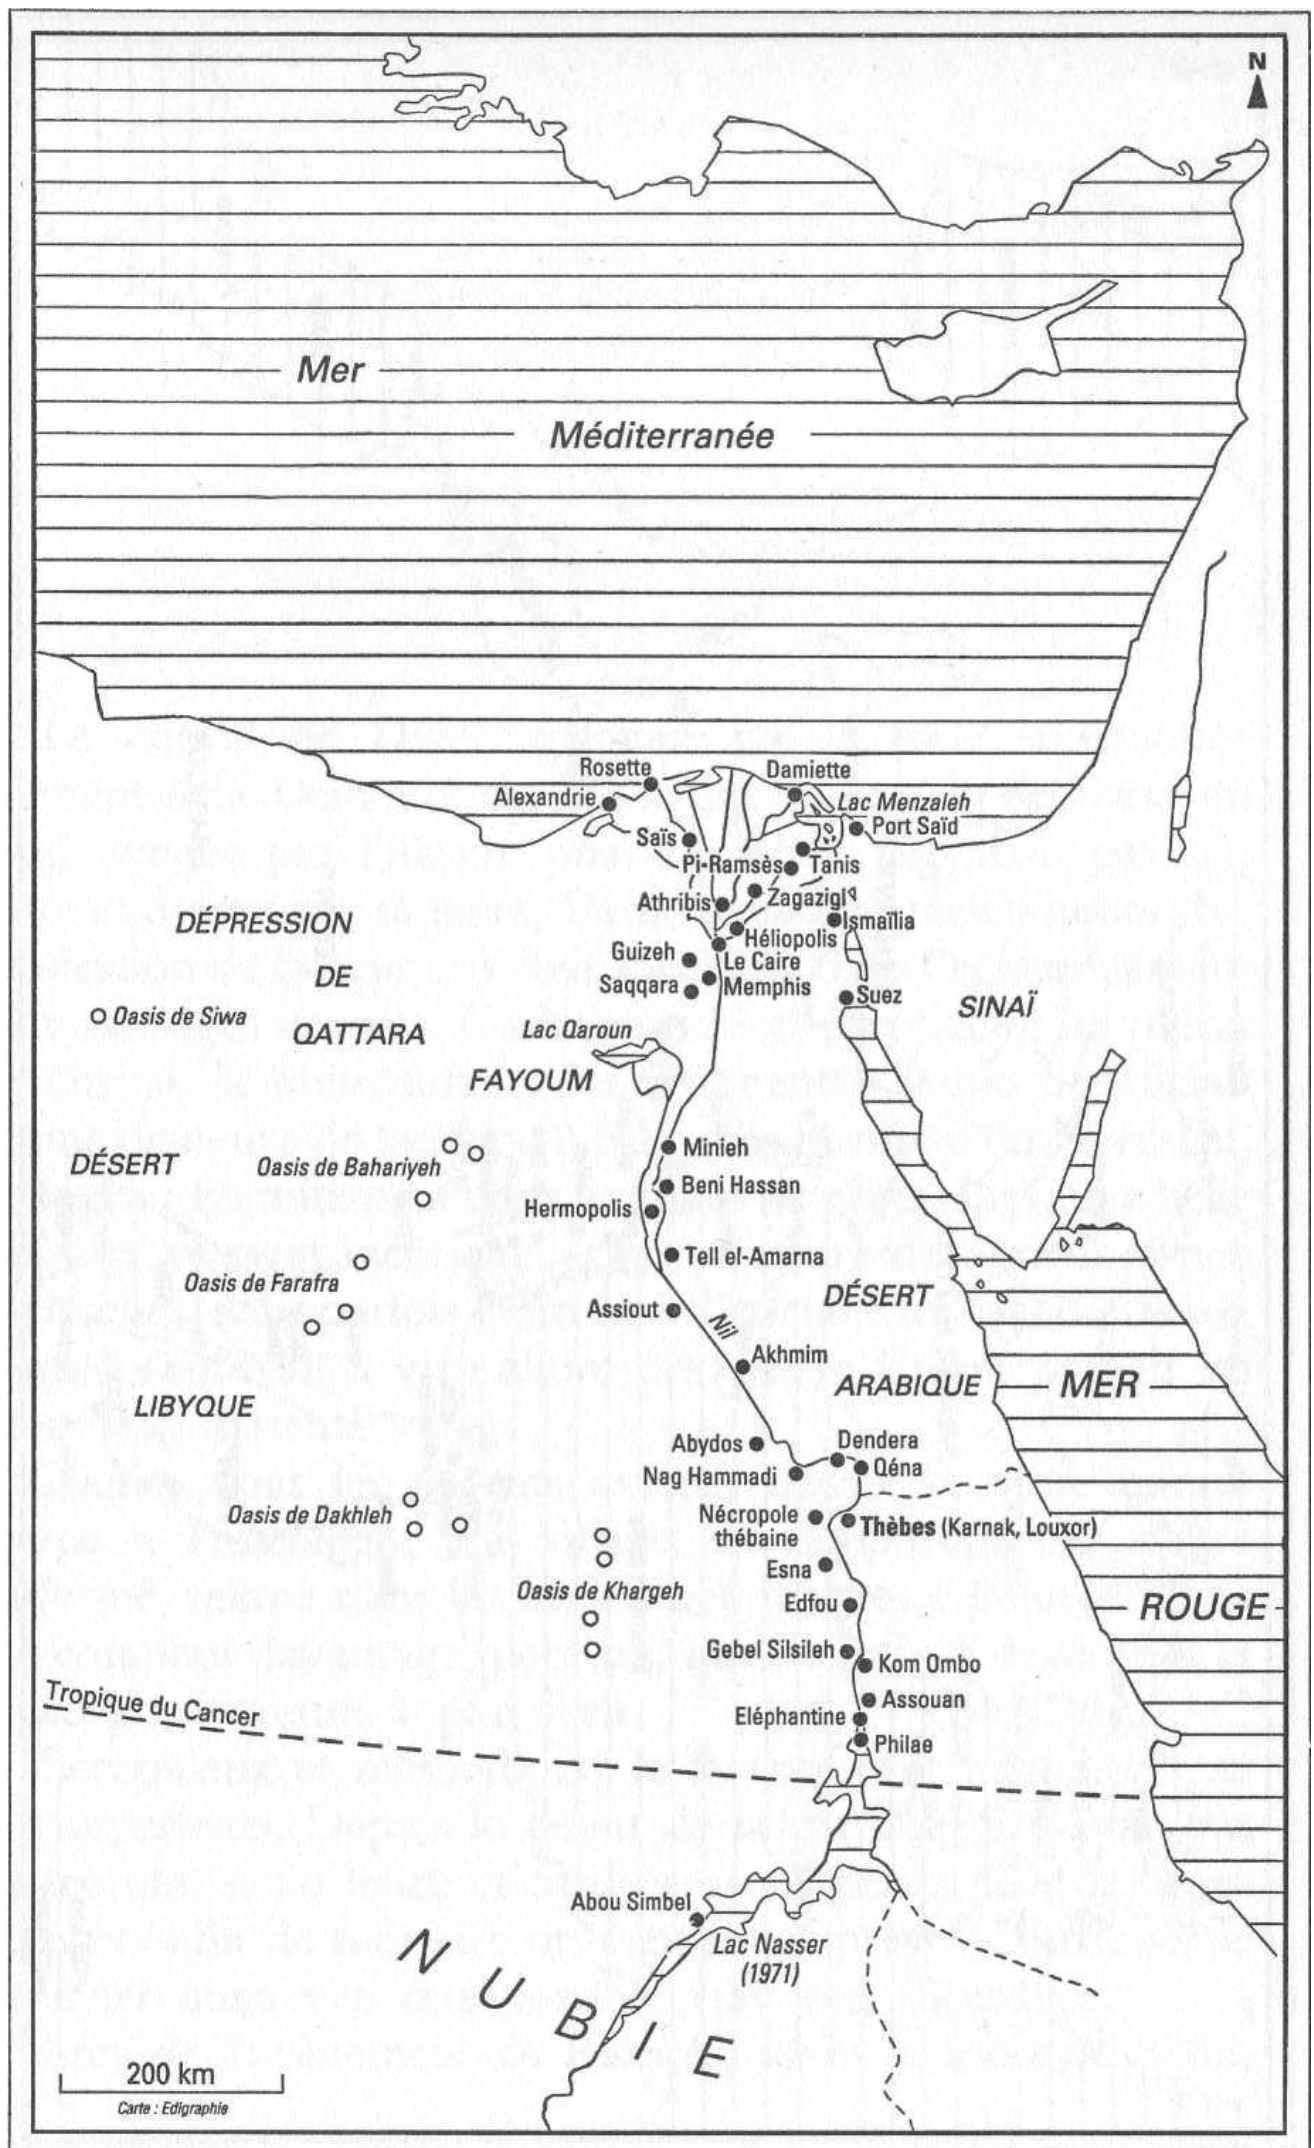 N
Mer
Méditerranée
Rosette
Damiette
Alexandrie
Lac Menzaleh
Port Saïd
Saïs
Pi-Ramsès
Tanis
Athribis
Zagazig
Ismaïlia
Héliopolis
Guizeh
Le Caire
Saqqara
Memphis
Suez
DÉPRESSION
DE
QATTARA
Oasis de Siwa
SINAÏ
Lac Qaroun
FAYOUM
Minieh
DÉSERT
Oasis de Bahariyeh
Beni Hassan
Hermopolis
Tell el-Amarna
Oasis de Farafra
DÉSERT
Assiout
Nil
Akhmim
ARABIQUE
MER
LIBYQUE
Abydos
Dendera
Nag Hammadi
Qéna
Oasis de Dakhleh
Nécropole
thébaine
Thèbes (Karnak, Louxor)
Esna
Oasis de Khargeh
Edfou
ROUGE
Gebel Silsileh
Kom Ombo
Tropique du Cancer
Assouan
Eléphantine
Philae
Abou Simbel
Lac Nasser
(1971)
NUBIE
200 km
Carte : Edigraphie